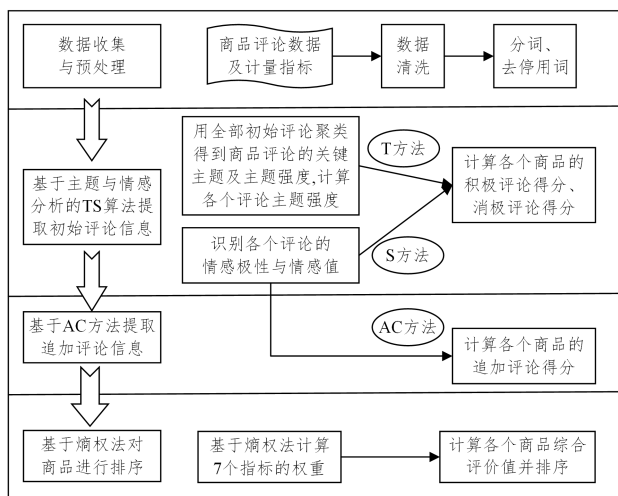 数据收集
与预处理
商品评论数据
及计量指标
数据
清洗
分词、
去停用词
基于主题与情感
分析的TS算法提
取初始评论信息
用全部初始评论聚类
得到商品评论的关键
主题及主题强度,计算
各个评论主题强度
T方法
计算各个商品的
积极评论得分、
消极评论得分
识别各个评论的
情感极性与情感值
S方法
基于AC方法提取
追加评论信息
AC方法
计算各个商品的
追加评论得分
基于熵权法对
商品进行排序
基于熵权法计算
7个指标的权重
计算各个商品综合
评价值并排序